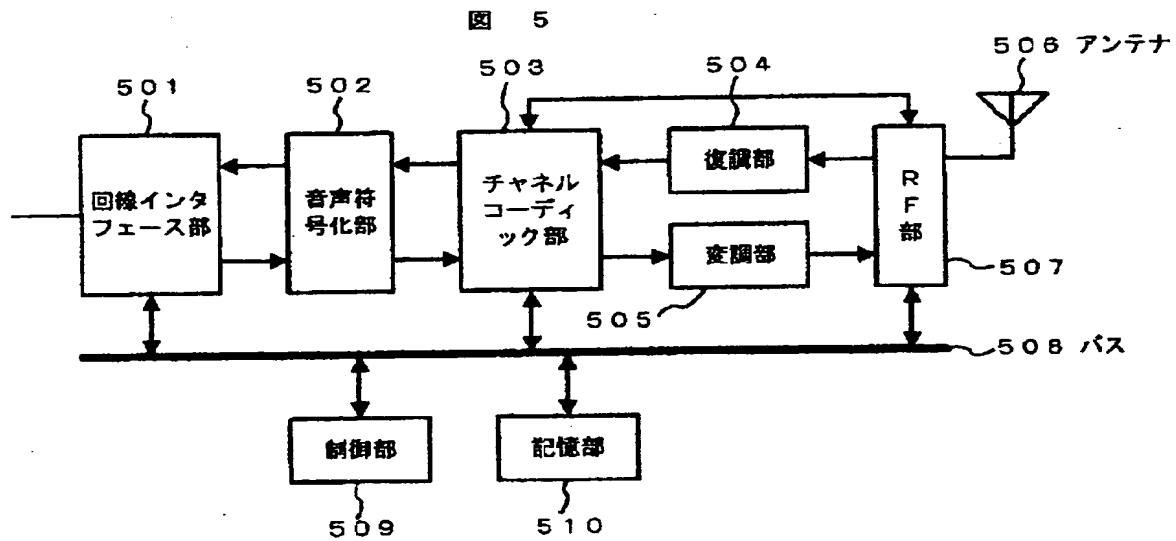 図 5
506 アンテナ
501
502
503
504
回線インタ
フェース部
音声符
号化部
チャネル
コーディ
ック部
復調部
RF部
変調部
507
505
508 バス
制御部
記憶部
509
510